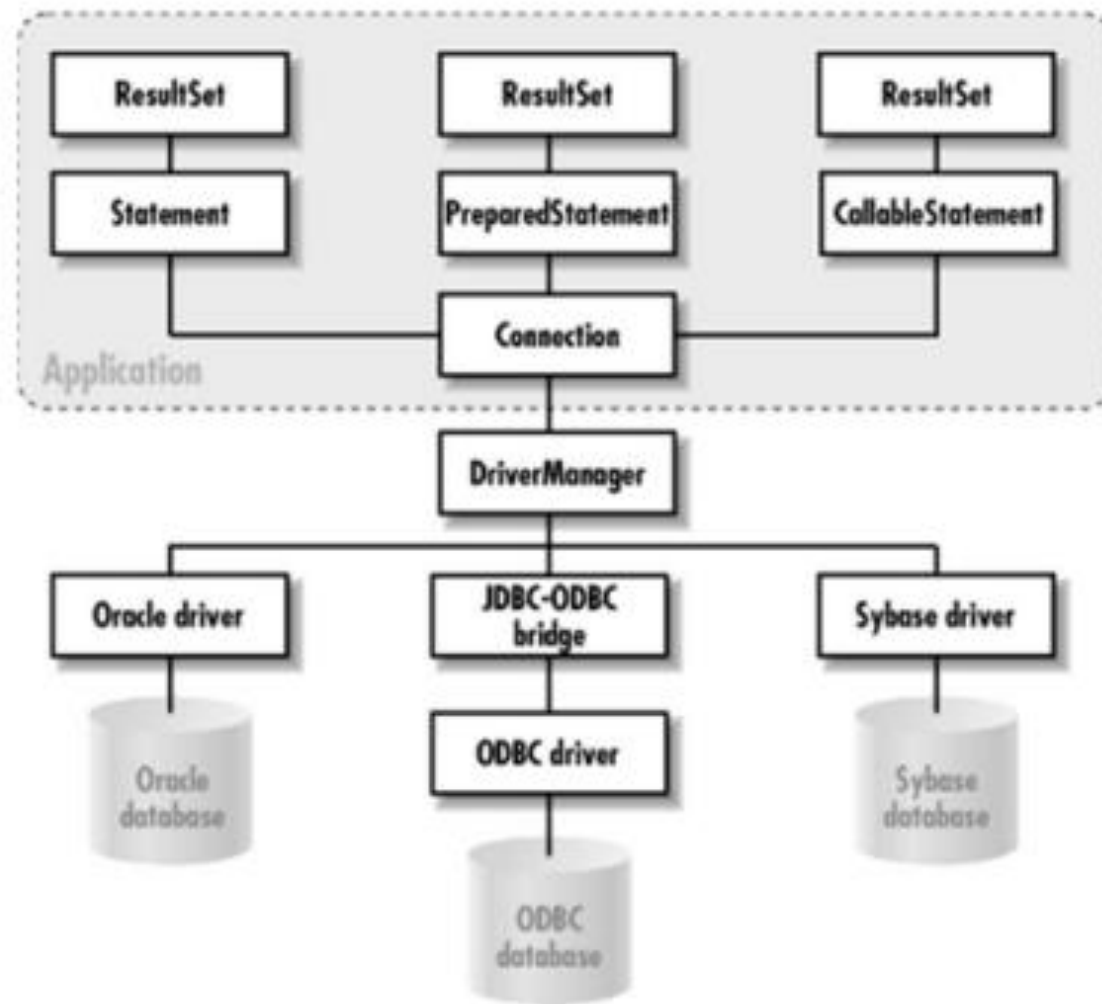 ResultSet
ResultSet
ResultSet
Statement
PreparedStatement
CallableStatement
Connection
Application
DriverManager
Oracle driver
JDBC-ODBC
bridge
Sybase driver
ODBC driver
Oracle
database
Sybase
database
ODBC
database